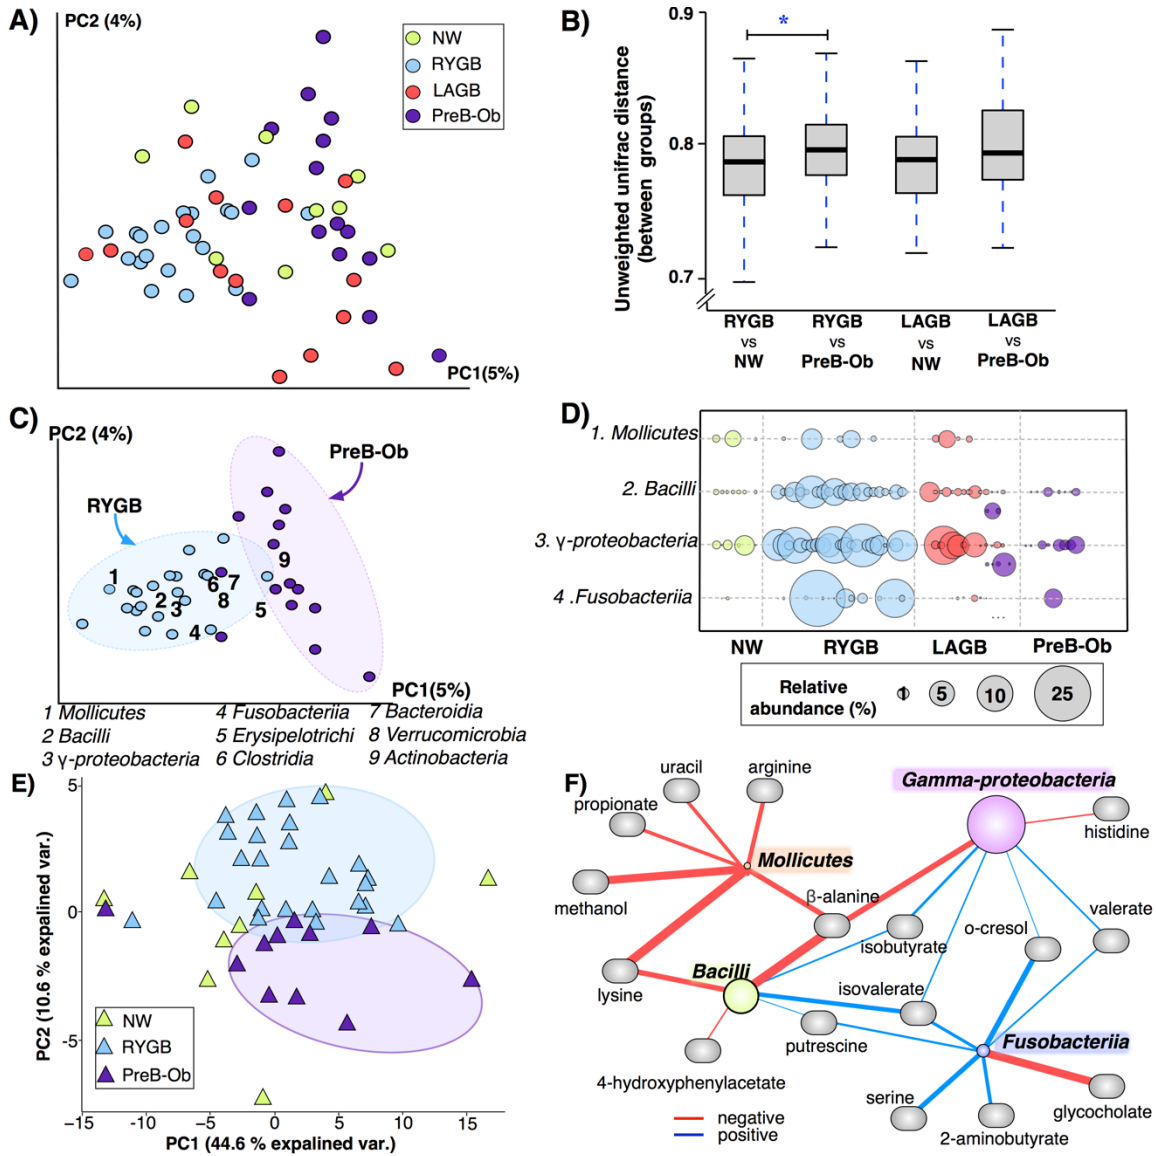 A)
PC2 (4%)
NW
RYGB
LAGB
PreB-Ob
PC1(5%)
B)
Unweighted unifrac distance
(between groups)
0.9
0.8
0.7
*
RYGB
vs
NW
RYGB
vs
PreB-Ob
LAGB
vs
NW
LAGB
vs
PreB-Ob
C)
PC2 (4%)
RYGB
PreB-Ob
1
2
3
4
5
6
7
8
9
PC1(5%)
1 Mollicutes
2 Bacilli
3 γ-proteobacteria
4 Fusobacteriia
5 Erysipelotrichi
6 Clostridia
7 Bacteroidia
8 Verrucomicrobia
9 Actinobacteria
D)
1. Mollicutes
2. Bacilli
3. γ-proteobacteria
4 .Fusobacteriia
...
NW
RYGB
LAGB
PreB-Ob
Relative
abundance (%)
1
5
10
25
E)
PC2 (10.6 % expalined var.)
5
0
-5
NW
RYGB
PreB-Ob
-15
-10
-5
0
5
10
15
PC1 (44.6 % expalined var.)
F)
uracil
arginine
propionate
Gamma-proteobacteria
histidine
Mollicutes
methanol
β-alanine
valerate
o-cresol
isobutyrate
Bacilli
lysine
isovalerate
putrescine
Fusobacteriia
4-hydroxyphenylacetate
serine
glycocholate
2-aminobutyrate
negative
positive